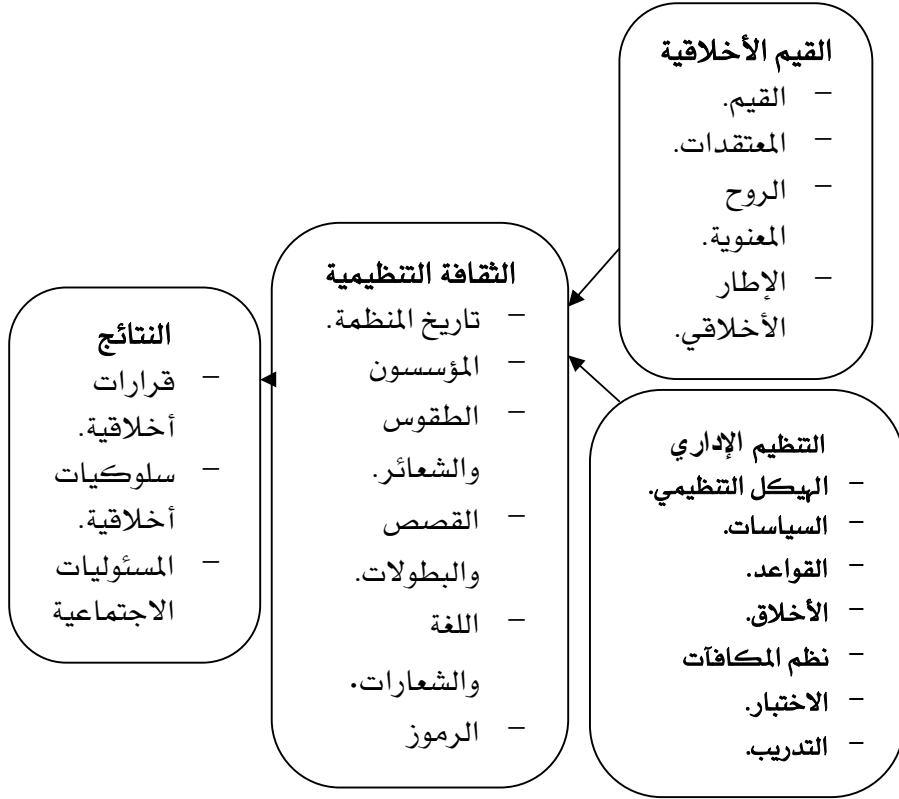 القيم الأخلاقية
– القيم.
– المعتقدات.
– الروح
المعنوية.
– الإطار
الأخلاقي.
التنظيم الإداري
– الهيكل التنظيمي.
– السياسات.
– القواعد.
– الأخلاق.
– نظم المكافآت
– الاختبار.
– التدريب.
الثقافة التنظيمية
– تاريخ المنظمة.
– المؤسسون
– الطقوس
والشعائر.
– القصص
والبطولات.
– اللغة
والشعارات.
– الرموز
النتائج
– قرارات
أخلاقية.
– سلوكيات
أخلاقية.
– المسئوليات
الاجتماعية